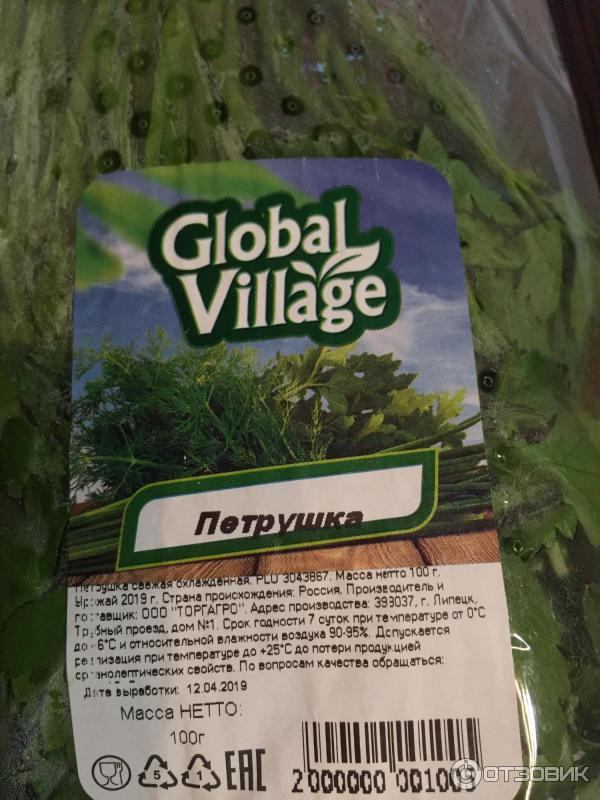 Global
Village
Петрушка
Петрушка свежая охлажденная. PLU 3043867. Масса нетто 100 г.
Урожай 2019 г. Страна происхождения: Россия. Производитель и
поставщик: ООО "ТОРГАГРО". Адрес производства: 393037, г. Липецк,
Трубный проезд, дом №1. Срок годности 7 суток при температуре от 0°С
до +6°С и относительной влажности воздуха 90-95%. Допускается
реализация при температуре до +25°С до потери продукцией
органолептических свойств. По вопросам качества обращаться:
Дата выработки: 12.04.2019
Масса НЕТТО:
100г
5 1 EAC
2000000 00100
ОТЗОВИК